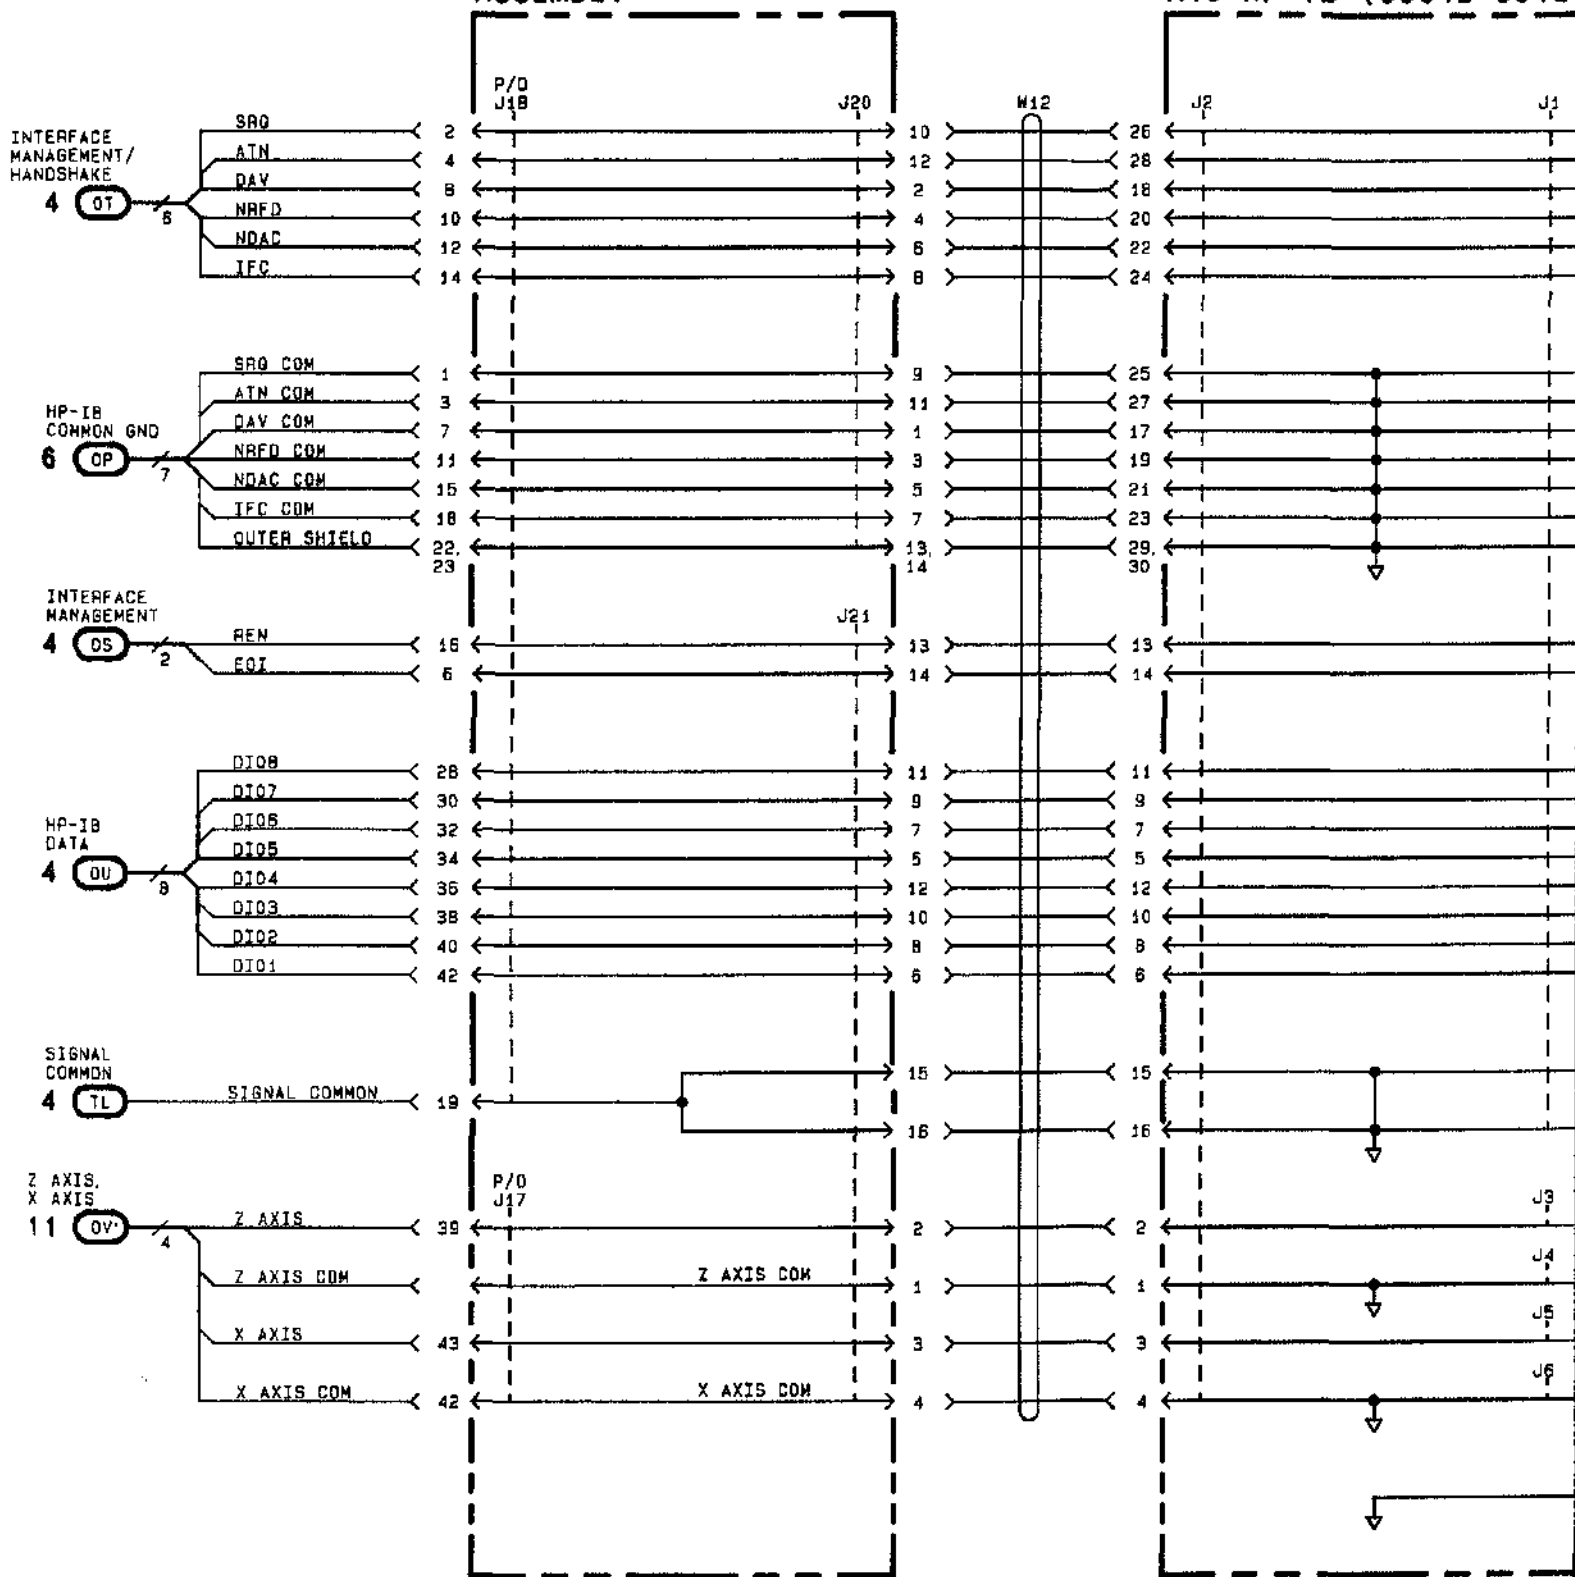 P/O
J18 J20 W12 J2 J1
INTERFACE
MANAGEMENT/
HANDSHAKE
4 OT 6
SRQ 2 10 26
ATN 4 12 28
DAV 8 2 18
NRFD 10 4 20
NDAC 12 6 22
IFC 14 8 24
HP-IB
COMMON GND
6 OP 7
SRQ COM 1 9 25
ATN COM 3 11 27
DAV COM 7 1 17
NRFD COM 11 3 19
NDAC COM 15 5 21
IFC COM 18 7 23
OUTER SHIELD 22, 13, 29,
23 14 30
INTERFACE
MANAGEMENT
4 OS 2
J21
REN 16 13 13
EOI 6 14 14
HP-IB
DATA
4 OU 8
DIO8 28 11 11
DIO7 30 9 9
DIO6 32 7 7
DIO5 34 5 5
DIO4 36 12 12
DIO3 38 10 10
DIO2 40 8 8
DIO1 42 6 6
SIGNAL
COMMON
4 TL SIGNAL COMMON 19
15 15
16 16
Z AXIS,
X AXIS
11 OV 4
P/O
J17 J3
Z AXIS 39 2 2
J4
Z AXIS COM Z AXIS COM 1 1
J5
X AXIS 43 3 3
J6
X AXIS COM 42 X AXIS COM 4 4